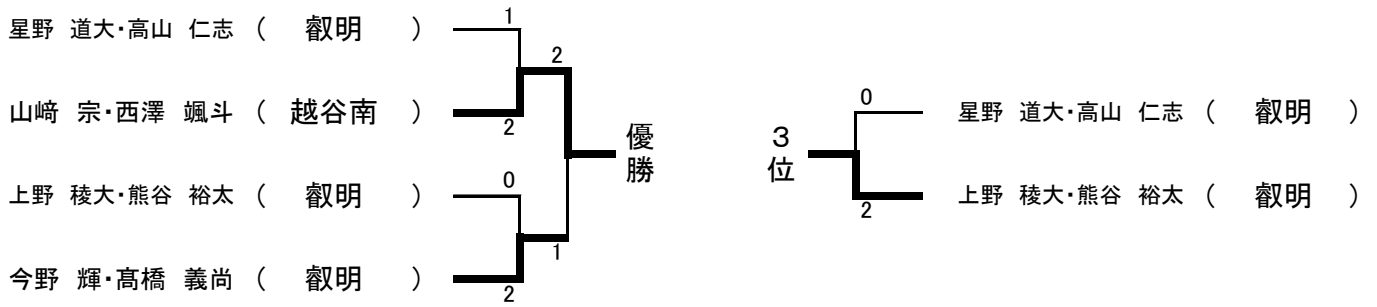 星野 道大・高山 仁志 ( 叡明 )
1
2
山﨑 宗・西澤 颯斗 ( 越谷南 )
2
優勝
上野 稜大・熊谷 裕太 ( 叡明 )
0
1
今野 輝・髙橋 義尚 ( 叡明 )
2
3位
0
星野 道大・高山 仁志 ( 叡明 )
2
上野 稜大・熊谷 裕太 ( 叡明 )